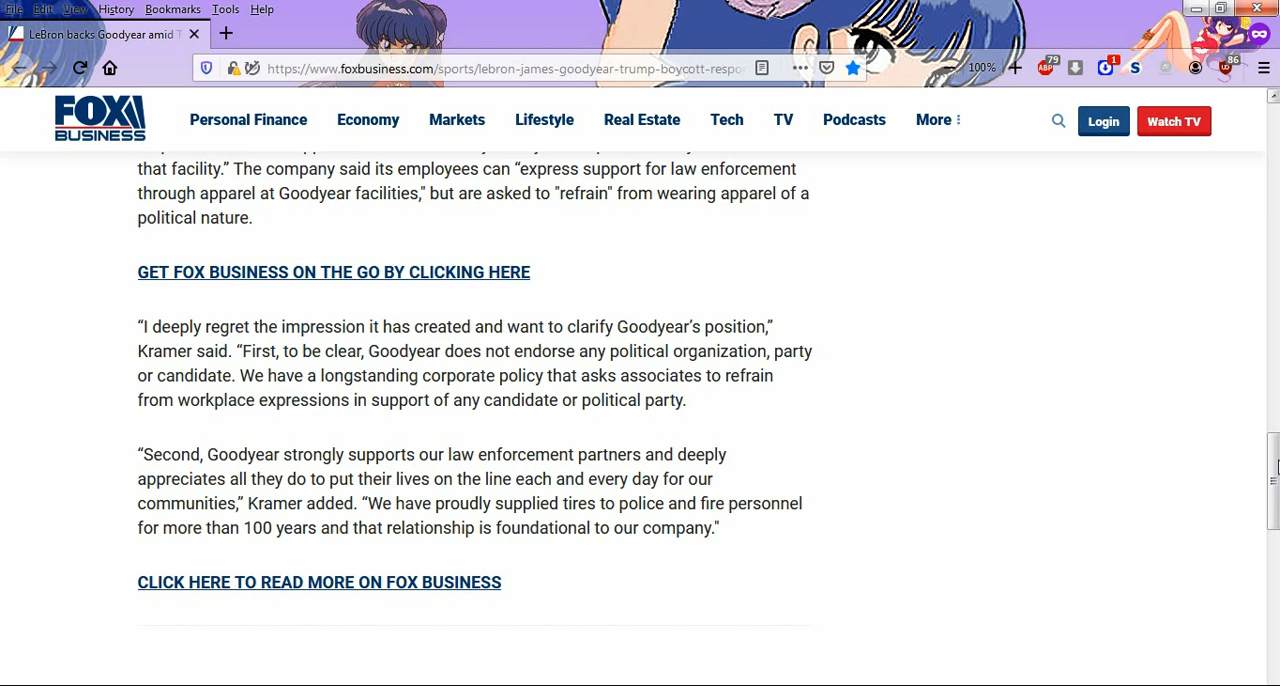 File Edit View History Bookmarks Tools Help
LeBron backs Goodyear amid T
https://www.foxbusiness.com/sports/lebron-james-goodyear-trump-boycott-respo
100%
79
1
S
86
FOX BUSINESS
Personal Finance Economy Markets Lifestyle Real Estate Tech TV Podcasts More
Login
Watch TV
that facility.” The company said its employees can “express support for law enforcement
through apparel at Goodyear facilities," but are asked to "refrain" from wearing apparel of a
political nature.
GET FOX BUSINESS ON THE GO BY CLICKING HERE
“I deeply regret the impression it has created and want to clarify Goodyear’s position,”
Kramer said. “First, to be clear, Goodyear does not endorse any political organization, party
or candidate. We have a longstanding corporate policy that asks associates to refrain
from workplace expressions in support of any candidate or political party.
“Second, Goodyear strongly supports our law enforcement partners and deeply
appreciates all they do to put their lives on the line each and every day for our
communities,” Kramer added. “We have proudly supplied tires to police and fire personnel
for more than 100 years and that relationship is foundational to our company."
CLICK HERE TO READ MORE ON FOX BUSINESS